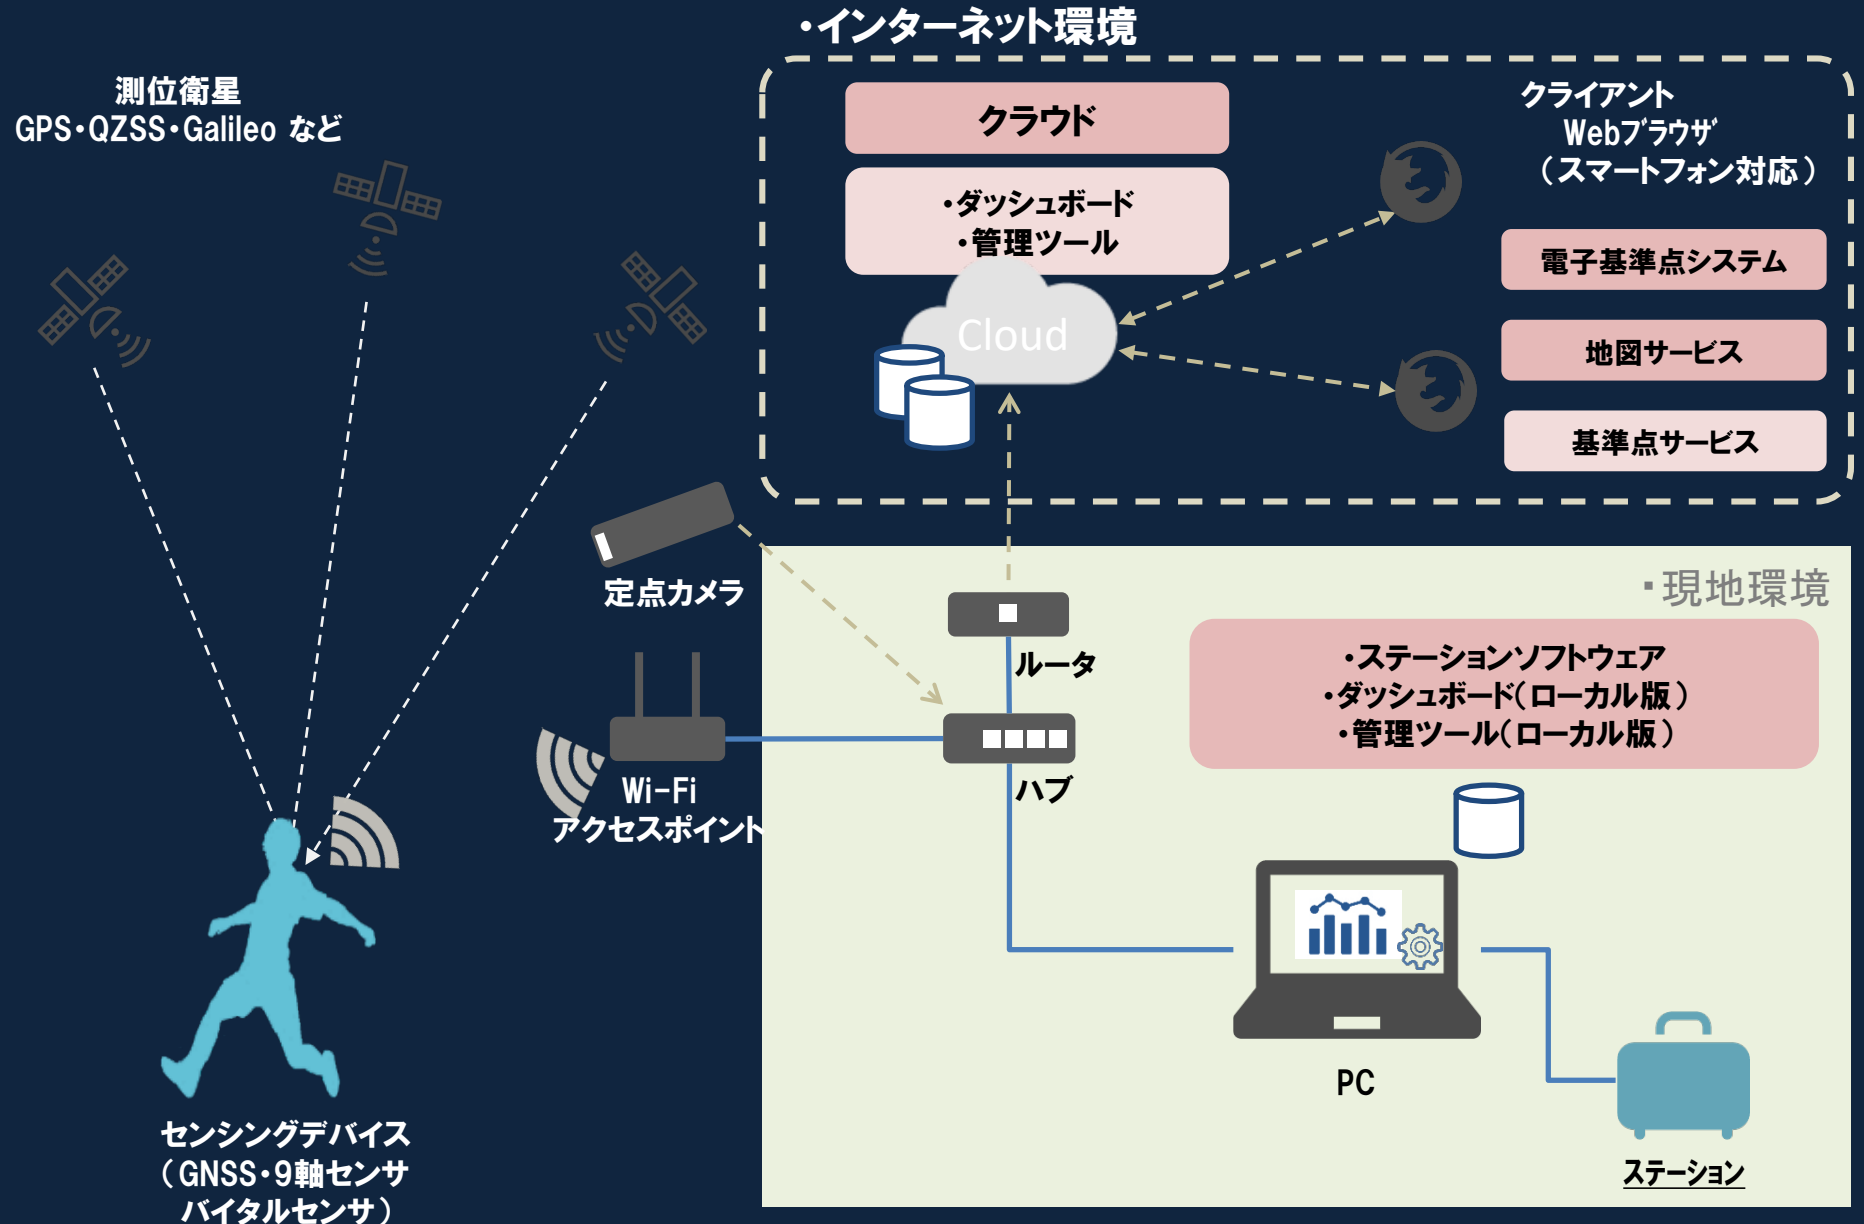 ・インターネット環境
測位衛星
GPS・QZSS・Galileo など
クラウド
・ダッシュボード
・管理ツール
Cloud
クライアント
Webﾌﾞﾗｳｻﾞ
（スマートフォン対応）
電子基準点システム
地図サービス
基準点サービス
定点カメラ
・現地環境
ルータ
・ステーションソフトウェア
・ダッシュボード（ローカル版）
・管理ツール（ローカル版）
Wi-Fi
アクセスポイント
ハブ
PC
ステーション
センシングデバイス
（GNSS・9軸センサ
バイタルセンサ）